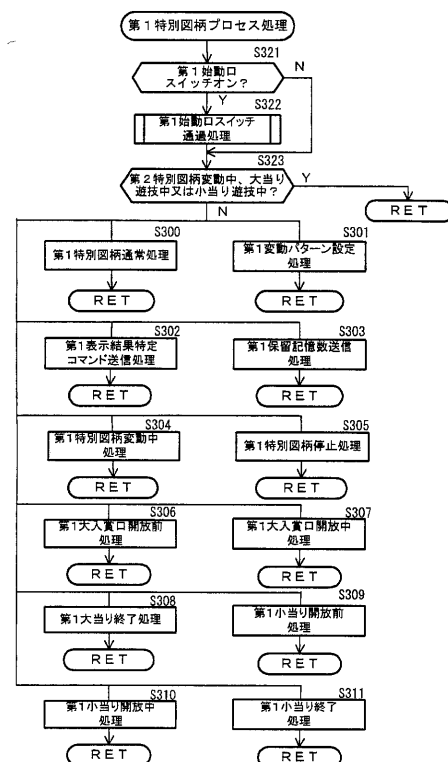 第1特別図柄プロセス処理
S321
第1始動口
スイッチオン?
N
Y
S322
第1始動口スイッチ
通過処理
S323
第2特別図柄変動中、大当り
遊技中又は小当り遊技中?
Y
RET
N
S300
第1特別図柄通常処理
RET
S301
第1変動パターン設定
処理
RET
S302
第1表示結果特定
コマンド送信処理
RET
S303
第1保留記憶数送信
処理
RET
S304
第1特別図柄変動中
処理
RET
S305
第1特別図柄停止処理
RET
S306
第1大入賞口開放前
処理
RET
S307
第1大入賞口開放中
処理
RET
S308
第1大当り終了処理
RET
S309
第1小当り開放前
処理
RET
S310
第1小当り開放中
処理
RET
S311
第1小当り終了
処理
RET